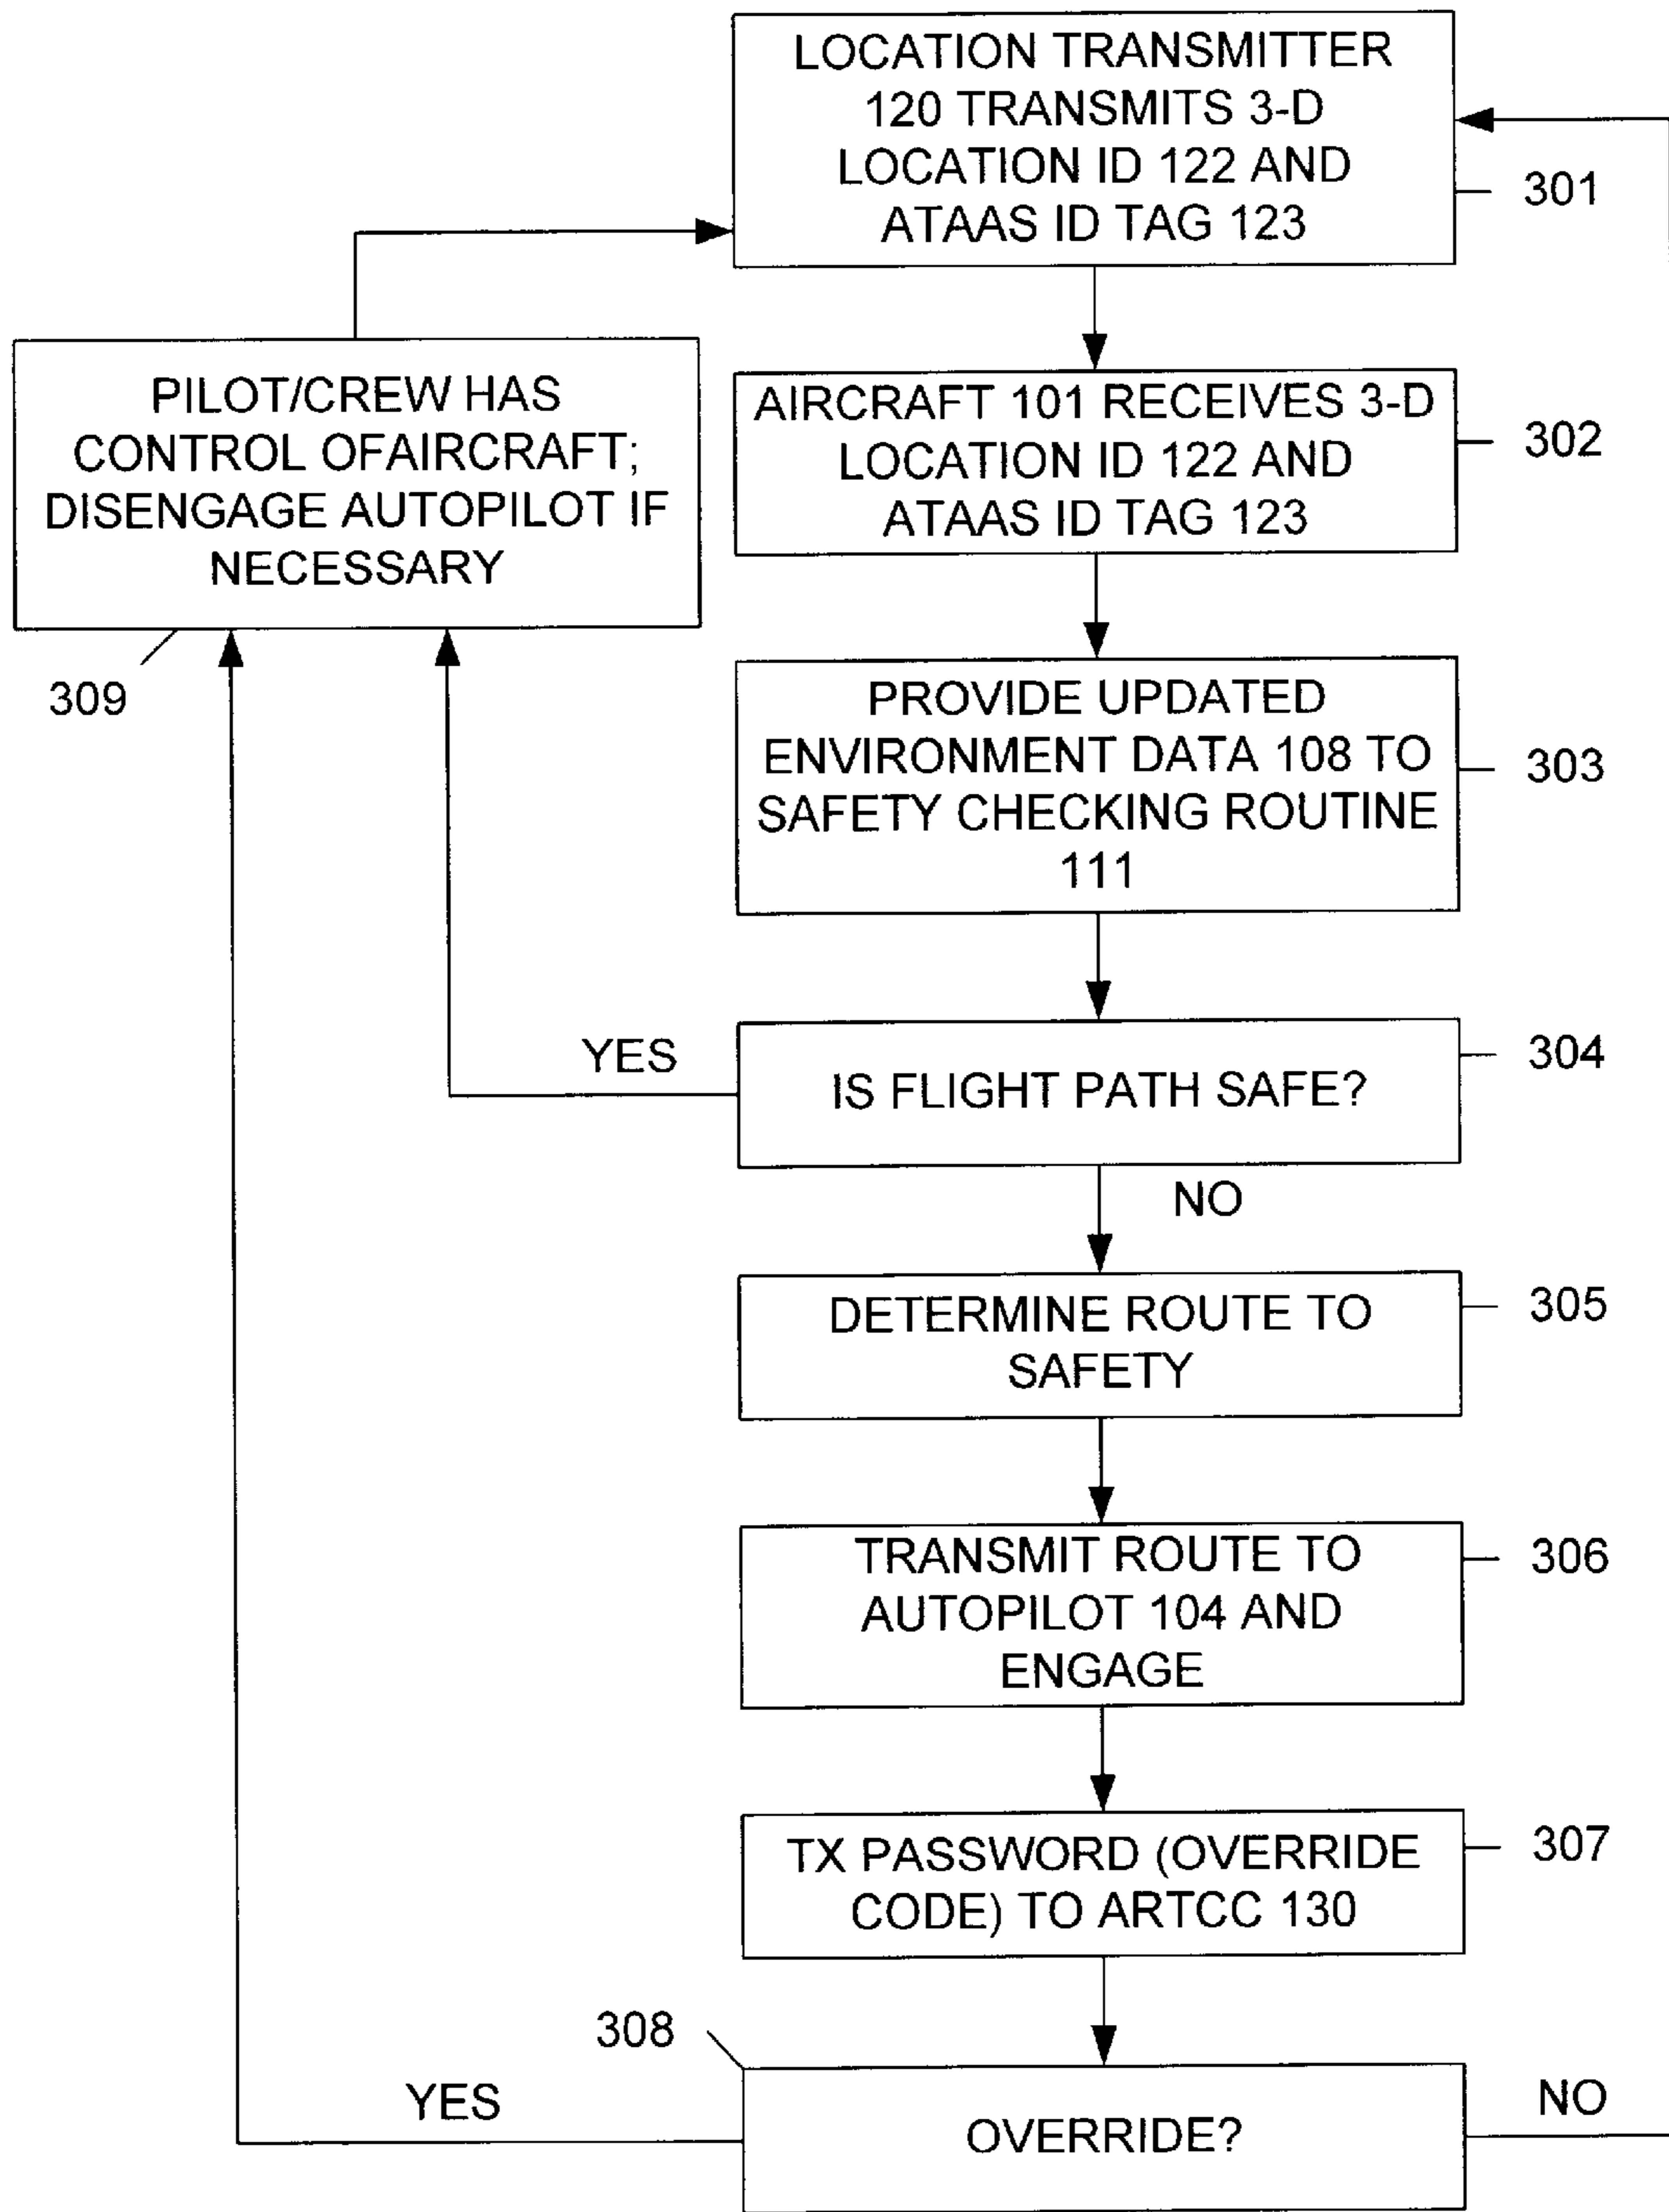 LOCATION TRANSMITTER
120 TRANSMITS 3-D
LOCATION ID 122 AND
ATAAS ID TAG 123
301
PILOT/CREW HAS
CONTROL OFAIRCRAFT;
DISENGAGE AUTOPILOT IF
NECESSARY
309
AIRCRAFT 101 RECEIVES 3-D
LOCATION ID 122 AND
ATAAS ID TAG 123
302
PROVIDE UPDATED
ENVIRONMENT DATA 108 TO
SAFETY CHECKING ROUTINE
111
303
YES
IS FLIGHT PATH SAFE?
304
NO
DETERMINE ROUTE TO
SAFETY
305
TRANSMIT ROUTE TO
AUTOPILOT 104 AND
ENGAGE
306
TX PASSWORD (OVERRIDE
CODE) TO ARTCC 130
307
308
YES
OVERRIDE?
NO